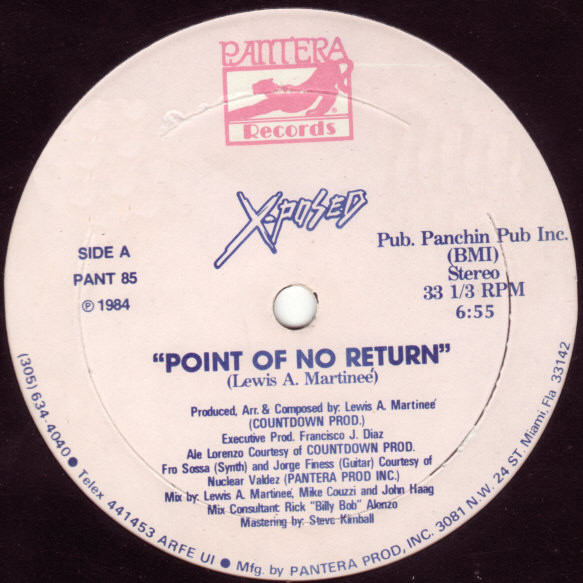 PANTERA
Records
X-POSED
SIDE A
PANT 85
℗ 1984
Pub. Panchin Pub Inc.
(BMI)
Stereo
33 1/3 RPM
6:55
"POINT OF NO RETURN"
(Lewis A. Martineé)
Produced, Arr. & Composed by: Lewis A. Martineé
(COUNTDOWN PROD.)
Executive Prod. Francisco J. Diaz
Ale Lorenzo Courtesy of COUNTDOWN PROD.
Fro Sossa (Synth) and Jorge Finess (Guitar) Courtesy of
Nuclear Valdez (PANTERA PROD INC.)
Mix by: Lewis A. Martineé, Mike Couzzi and John Haag
Mix Consultant: Rick "Billy Bob" Alonzo
Mastering by: Steve Kimball
(305) 634-4040 • Telex 441453 ARFE UI • Mfg. by PANTERA PROD, INC. 3081 N.W. 24 ST. Miami, Fla 33142